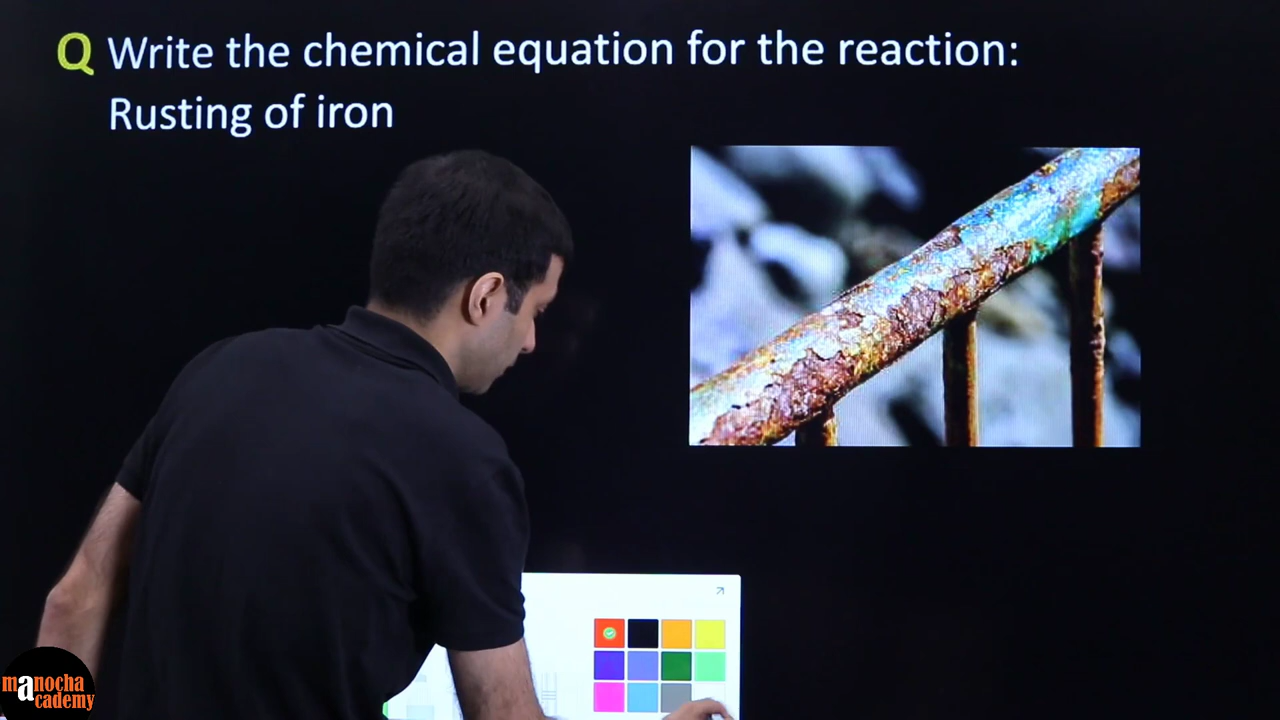 Q Write the chemical equation for the reaction:
Rusting of iron
manocha
academy